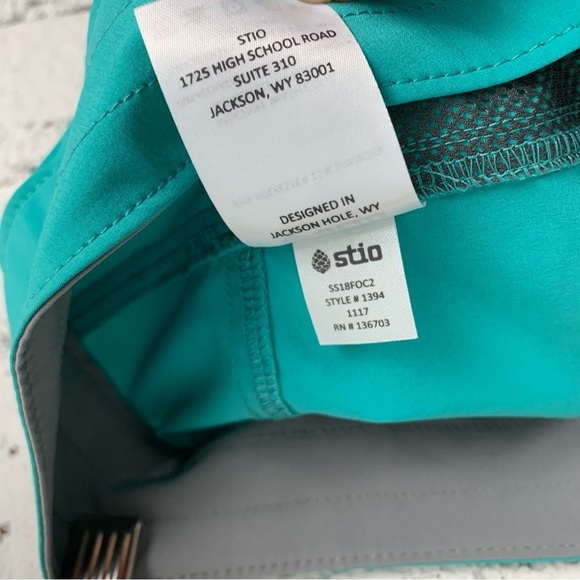 STIO
1725 HIGH SCHOOL ROAD
SUITE 310
JACKSON, WY 83001
DESIGNED IN
JACKSON HOLE, WY
stio
SS18FOC2
STYLE # 1394
1117
RN # 136703